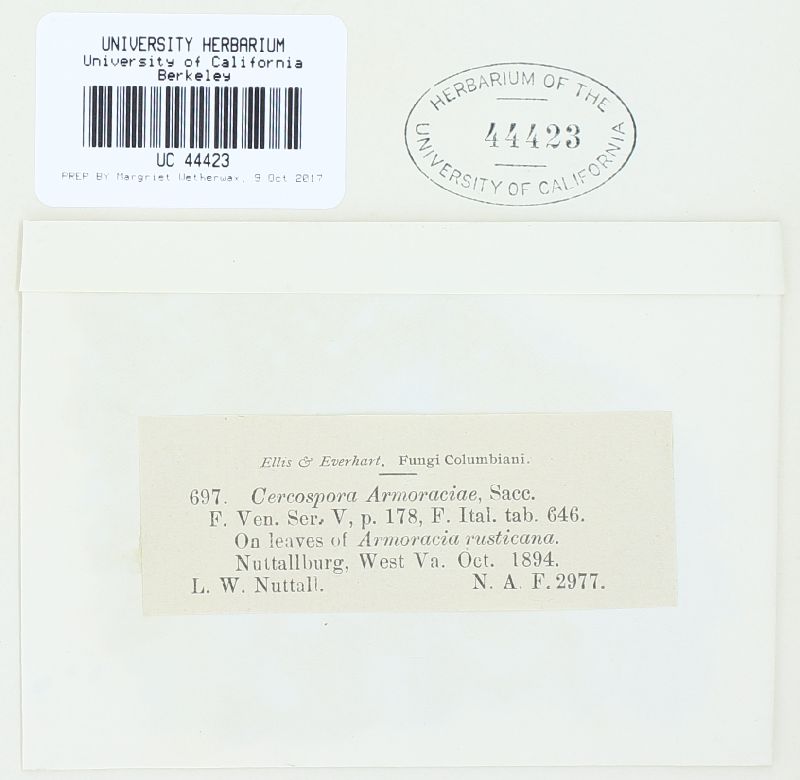 UNIVERSITY HERBARIUM
University of California
Berkeley
UC 44423
PREP BY Margriet Wetherwax, 9 Oct 2017
HERBARIUM OF THE
44423
UNIVERSITY OF CALIFORNIA
Ellis & Everhart. Fungi Columbiani.
697. Cercospora Armoraciae, Sacc.
F. Ven. Ser. V, p. 178, F. Ital. tab. 646.
On leaves of Armoracia rusticana.
Nuttallburg, West Va. Oct. 1894.
L. W. Nuttall. N. A. F. 2977.